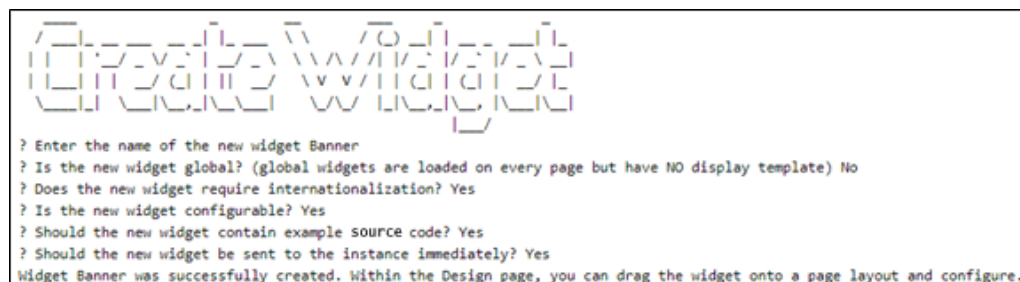 Create Widget
? Enter the name of the new widget Banner
? Is the new widget global? (global widgets are loaded on every page but have NO display template) No
? Does the new widget require internationalization? Yes
? Is the new widget configurable? Yes
? Should the new widget contain example source code? Yes
? Should the new widget be sent to the instance immediately? Yes
Widget Banner was successfully created. Within the Design page, you can drag the widget onto a page layout and configure.